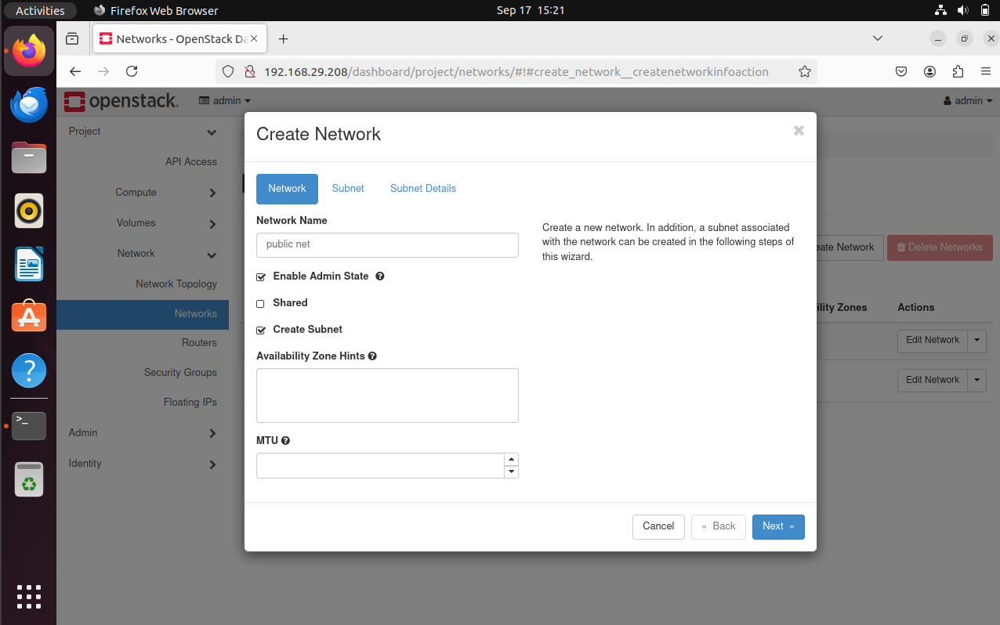 Activities
Firefox Web Browser
Sep 17 15:21
Networks - OpenStack Da
192.168.29.208/dashboard/project/networks/#!#create_network__createnetworkinfoaction
openstack.
admin
admin
Project
API Access
Compute
Volumes
Network
Network Topology
Networks
Routers
Security Groups
Floating IPs
Admin
Identity
Create Network
Network
Subnet
Subnet Details
Network Name
public net
Enable Admin State
Shared
Create Subnet
Availability Zone Hints
MTU
Create a new network. In addition, a subnet associated
with the network can be created in the following steps of
this wizard.
Cancel
« Back
Next »
eate Network
Delete Networks
ility Zones
Actions
Edit Network
Edit Network